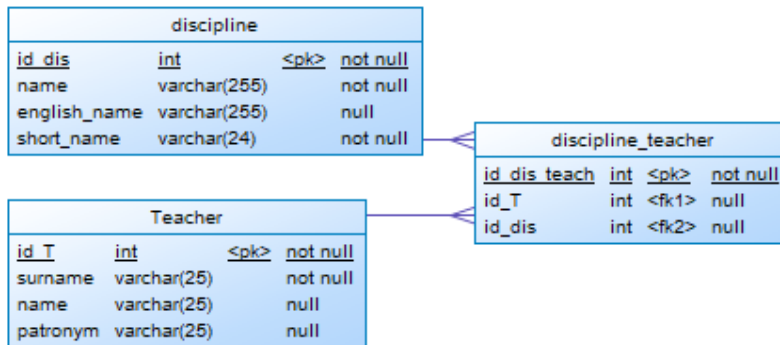 discipline
id_dis int <pk> not null
name varchar(255) not null
english_name varchar(255) null
short_name varchar(24) not null
discipline_teacher
id_dis_teach int <pk> not null
id_T int <fk1> null
id_dis int <fk2> null
Teacher
id_T int <pk> not null
surname varchar(25) not null
name varchar(25) null
patronym varchar(25) null